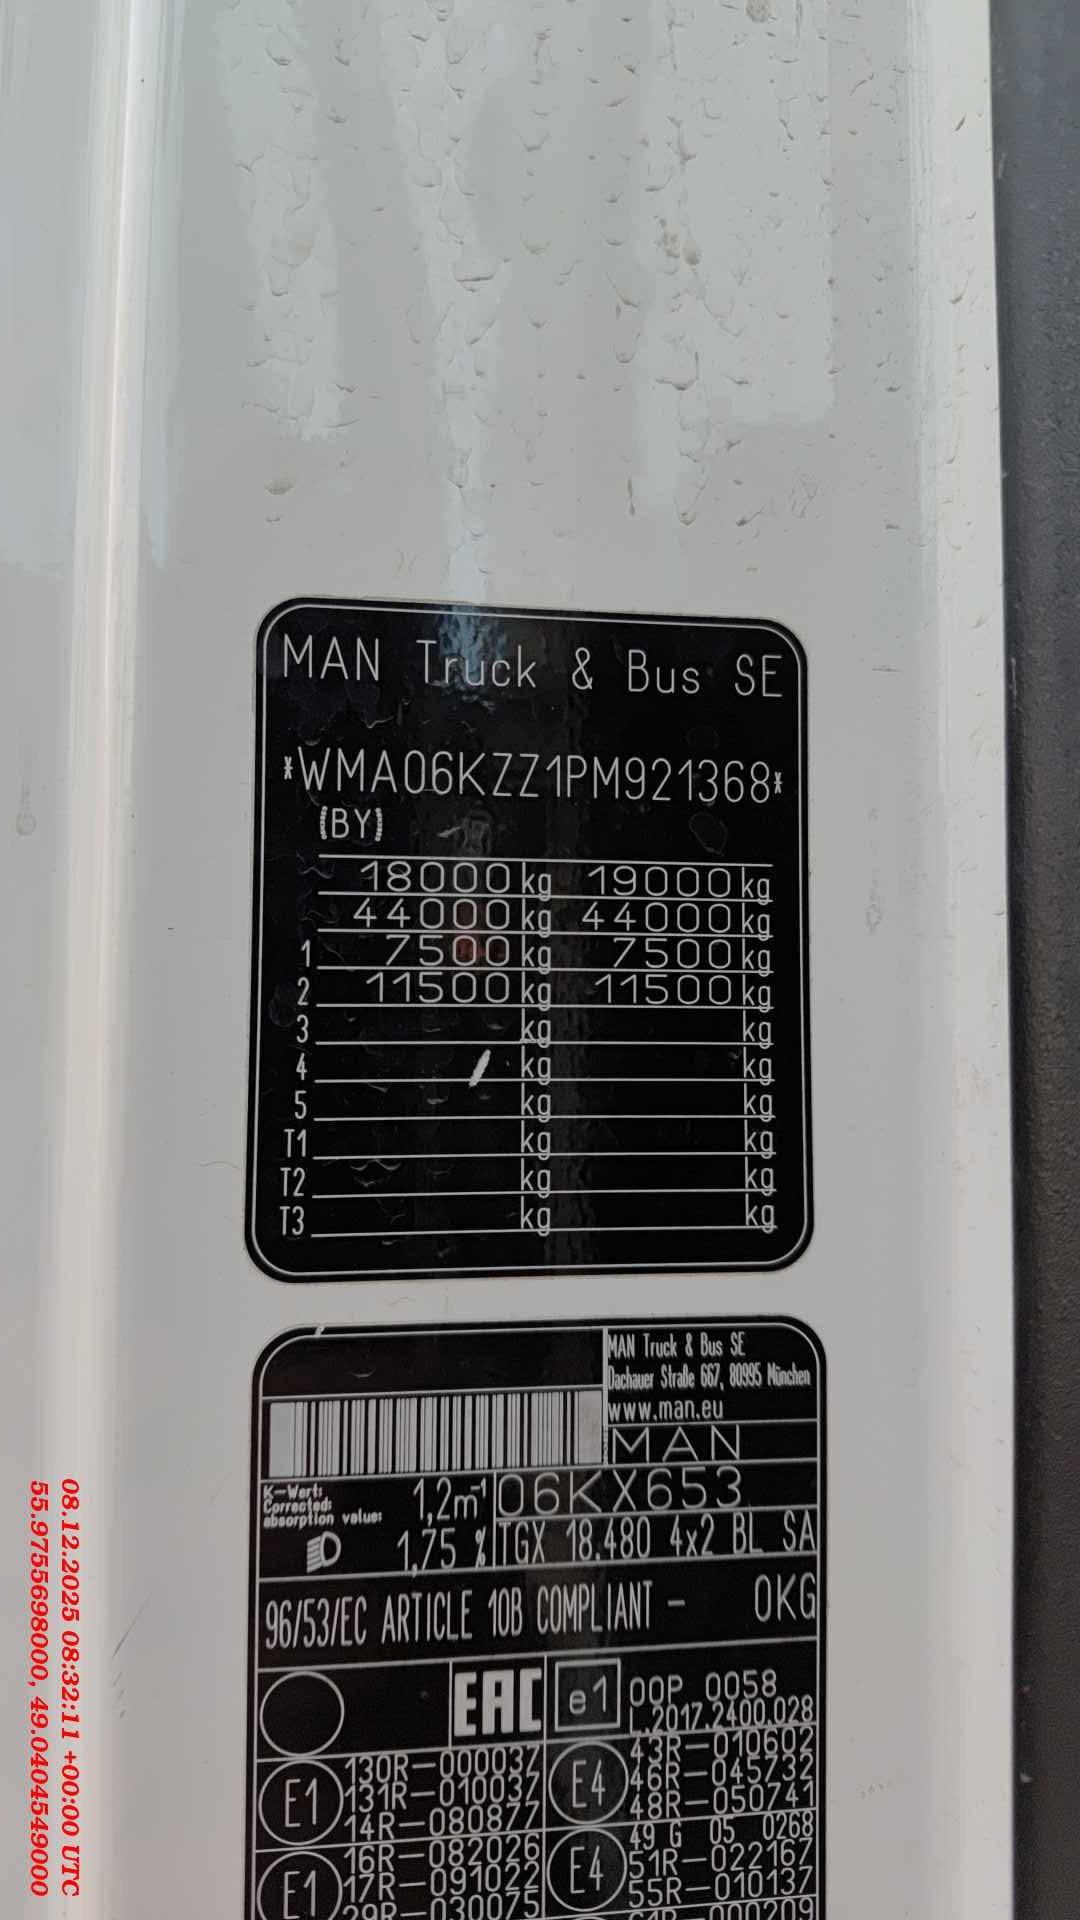 MAN Truck & Bus SE
*WMA06KZZ1PM921368*
(BY)
18000 kg 19000 kg
44000 kg 44000 kg
1 7500 kg 7500 kg
2 11500 kg 11500 kg
3 kg kg
4 kg kg
5 kg kg
T1 kg kg
T2 kg kg
T3 kg kg
MAN Truck & Bus SE
Dachauer Straße 667, 80995 München
www.man.eu
MAN
K-Wert:
Corrected:
absorption value:
1,2m⁻¹
06KX653
1,75 %
TGX 18.480 4x2 BL SA
96/53/EC ARTICLE 10B COMPLIANT - 0KG
EAC
e1
00P 0058
L.2017.2400.028
E1
130R-000037
131R-010037
14R-080877
E4
43R-010602
46R-045732
48R-050741
E1
16R-082026
17R-091022
29R-030075
E4
49 G 05 0268
51R-022167
55R-010137
61R-000209
08.12.2025 08:32:11 +00:00 UTC
55.9755698000, 49.0404549000